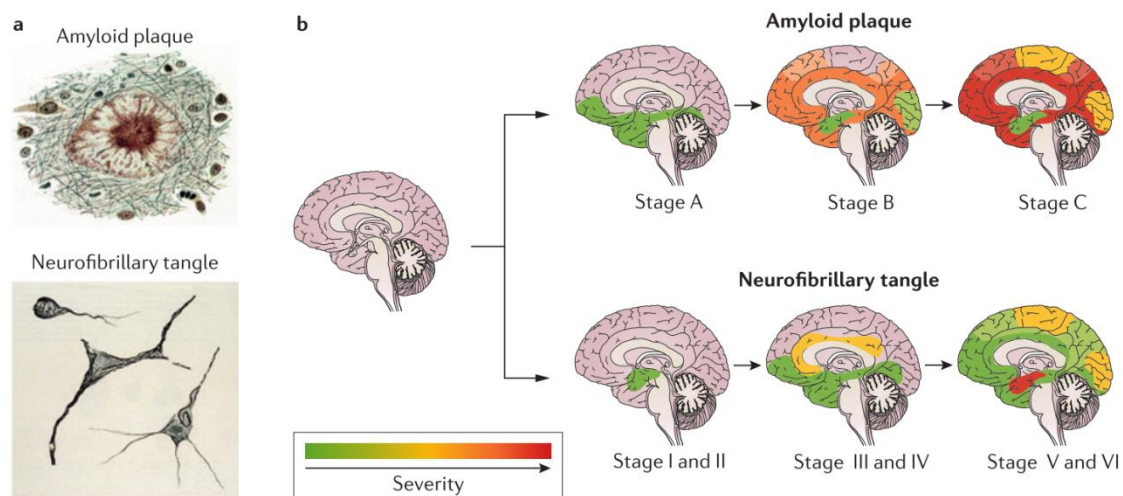 a
Amyloid plaque
Neurofibrillary tangle
b
Amyloid plaque
Stage A
Stage B
Stage C
Neurofibrillary tangle
Stage I and II
Stage III and IV
Stage V and VI
Severity